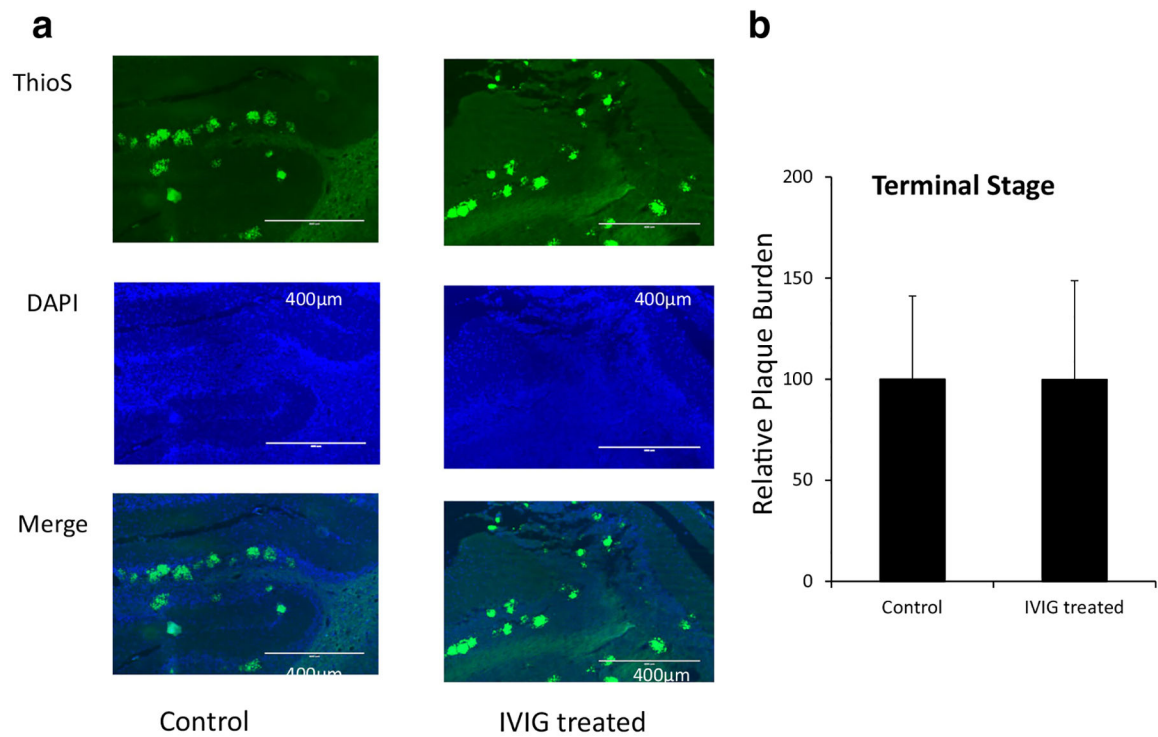 a
ThioS
DAPI
400µm
400µm
Merge
400µm
400µm
Control
IVIG treated
b
Terminal Stage
Relative Plaque Burden
200
150
100
50
0
Control
IVIG treated